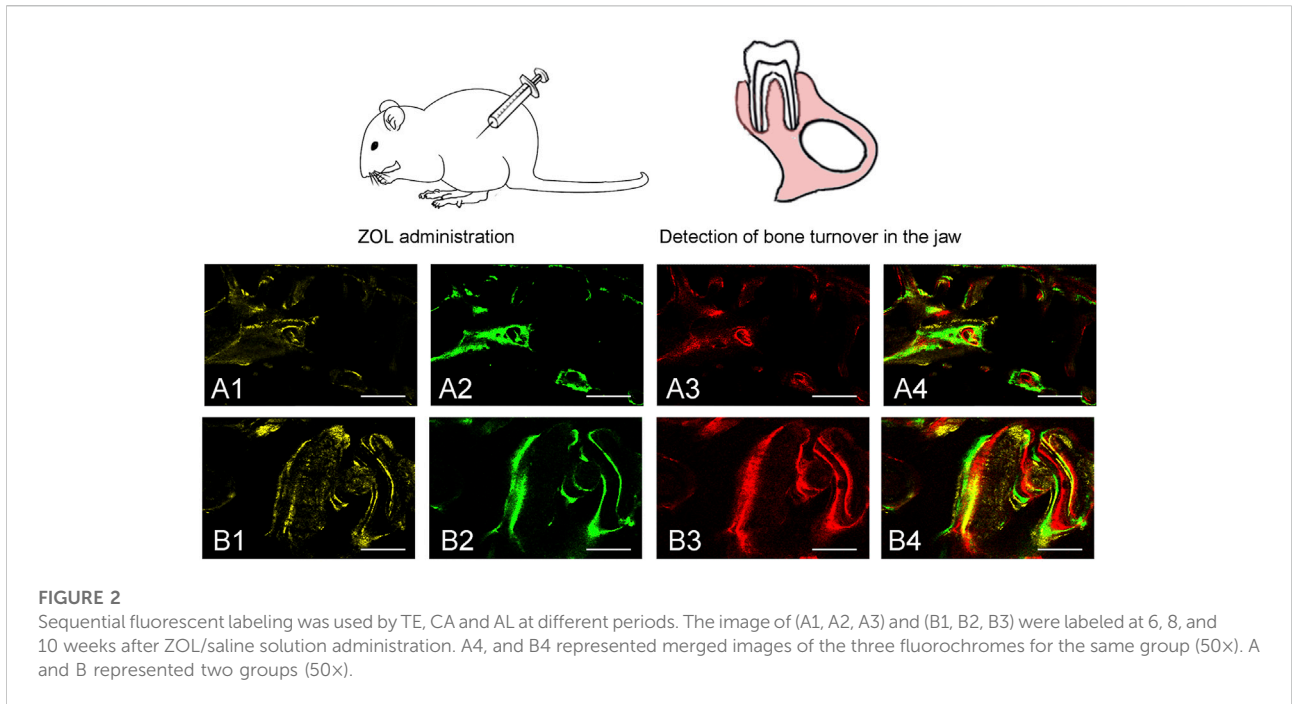 ZOL administration
Detection of bone turnover in the jaw
A1
A2
A3
A4
B1
B2
B3
B4
FIGURE 2
Sequential fluorescent labeling was used by TE, CA and AL at different periods. The image of (A1, A2, A3) and (B1, B2, B3) were labeled at 6, 8, and
10 weeks after ZOL/saline solution administration. A4, and B4 represented merged images of the three fluorochromes for the same group (50×). A
and B represented two groups (50×).